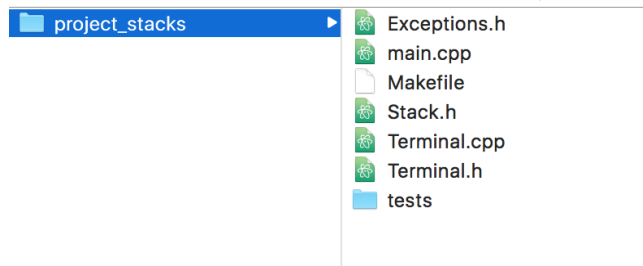 project_stacks
Exceptions.h
main.cpp
Makefile
Stack.h
Terminal.cpp
Terminal.h
tests